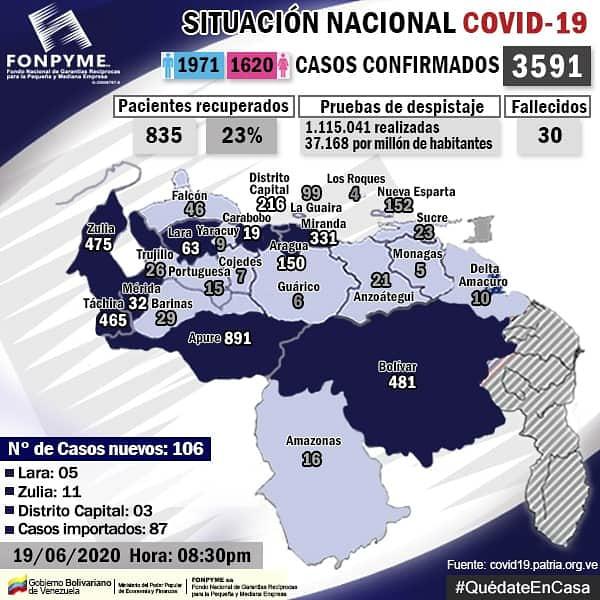 FONPYME
Fondo Nacional de Garantías Recíprocas
para la Pequeña y Mediana Empresa
SITUACIÓN NACIONAL COVID-19
1971 1620 CASOS CONFIRMADOS 3591
Pacientes recuperados
835 23%
Pruebas de despistaje
1.115.041 realizadas
37.168 por millón de habitantes
Fallecidos
30
Distrito
Capital
216
Los Roques
4
99
La Guaira
Nueva Esparta
152
Falcón
46
Carabobo
19
Miranda
331
Sucre
23
Zulia
475
Lara
63
Yaracuy
9
Aragua
150
Trujillo
26
Cojedes
7
Portuguesa
15
Monagas
5
Delta
Amacuro
10
Mérida
32
Barinas
29
Guárico
6
21
Anzoátegui
Táchira
465
Apure 891
Bolívar
481
Amazonas
16
N° de Casos nuevos: 106
Lara: 05
Zulia: 11
Distrito Capital: 03
Casos importados: 87
19/06/2020 Hora: 08:30pm
Fuente: covid19.patria.org.ve
#QuédateEnCasa
Gobierno Bolivariano
de Venezuela
Ministerio del Poder Popular
de Economía y Finanzas
FONPYME SA
Fondo Nacional de Garantías Recíprocas
para la Pequeña y Mediana Empresa